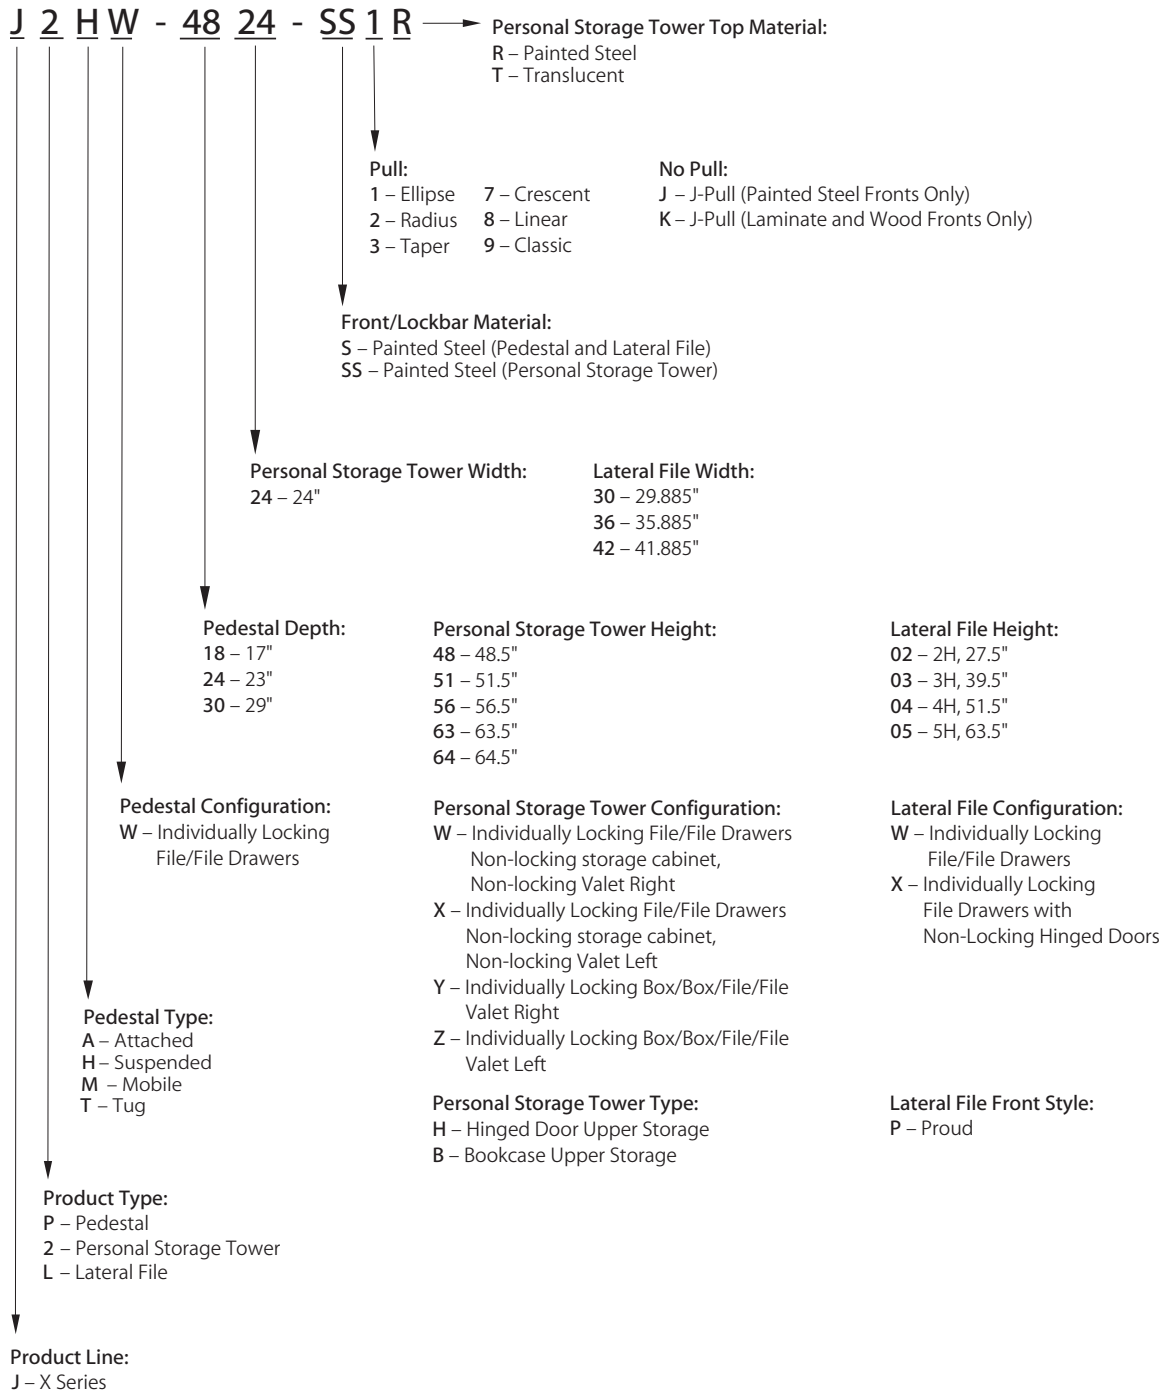 J 2 H W - 48 24 - SS 1 R
Personal Storage Tower Top Material:
R – Painted Steel
T – Translucent
Pull:
1 – Ellipse
2 – Radius
3 – Taper
7 – Crescent
8 – Linear
9 – Classic
No Pull:
J – J-Pull (Painted Steel Fronts Only)
K – J-Pull (Laminate and Wood Fronts Only)
Front/Lockbar Material:
S – Painted Steel (Pedestal and Lateral File)
SS – Painted Steel (Personal Storage Tower)
Personal Storage Tower Width:
24 – 24"
Lateral File Width:
30 – 29.885"
36 – 35.885"
42 – 41.885"
Pedestal Depth:
18 – 17"
24 – 23"
30 – 29"
Personal Storage Tower Height:
48 – 48.5"
51 – 51.5"
56 – 56.5"
63 – 63.5"
64 – 64.5"
Lateral File Height:
02 – 2H, 27.5"
03 – 3H, 39.5"
04 – 4H, 51.5"
05 – 5H, 63.5"
Pedestal Configuration:
W – Individually Locking
File/File Drawers
Personal Storage Tower Configuration:
W – Individually Locking File/File Drawers
Non-locking storage cabinet,
Non-locking Valet Right
X – Individually Locking File/File Drawers
Non-locking storage cabinet,
Non-locking Valet Left
Y – Individually Locking Box/Box/File/File
Valet Right
Z – Individually Locking Box/Box/File/File
Valet Left
Lateral File Configuration:
W – Individually Locking
File/File Drawers
X – Individually Locking
File Drawers with
Non-Locking Hinged Doors
Pedestal Type:
A – Attached
H – Suspended
M – Mobile
T – Tug
Personal Storage Tower Type:
H – Hinged Door Upper Storage
B – Bookcase Upper Storage
Lateral File Front Style:
P – Proud
Product Type:
P – Pedestal
2 – Personal Storage Tower
L – Lateral File
Product Line:
J – X Series